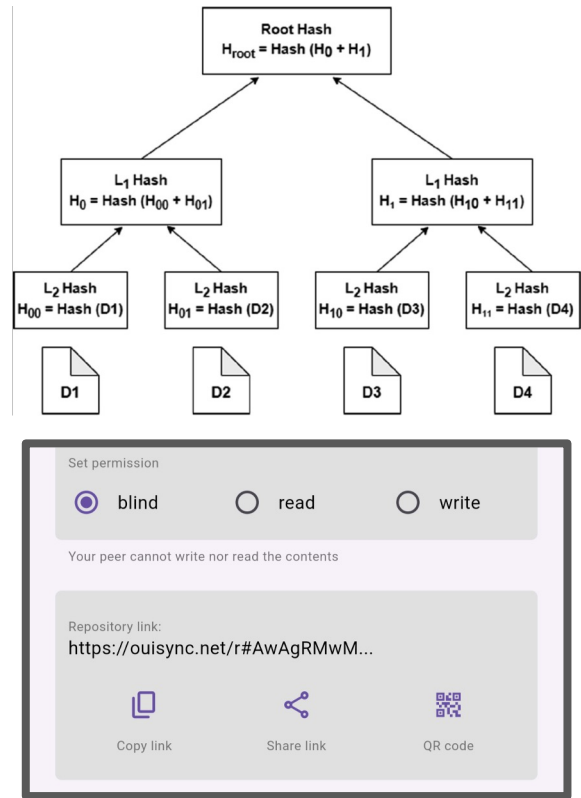 Root Hash
Hroot = Hash (H0 + H1)
L1 Hash
H0 = Hash (H00 + H01)
L1 Hash
H1 = Hash (H10 + H11)
L2 Hash
H00 = Hash (D1)
L2 Hash
H01 = Hash (D2)
L2 Hash
H10 = Hash (D3)
L2 Hash
H11 = Hash (D4)
D1
D2
D3
D4
Set permission
blind
read
write
Your peer cannot write nor read the contents
Repository link:
https://ouisync.net/r#AwAgRMwM...
Copy link
Share link
QR code